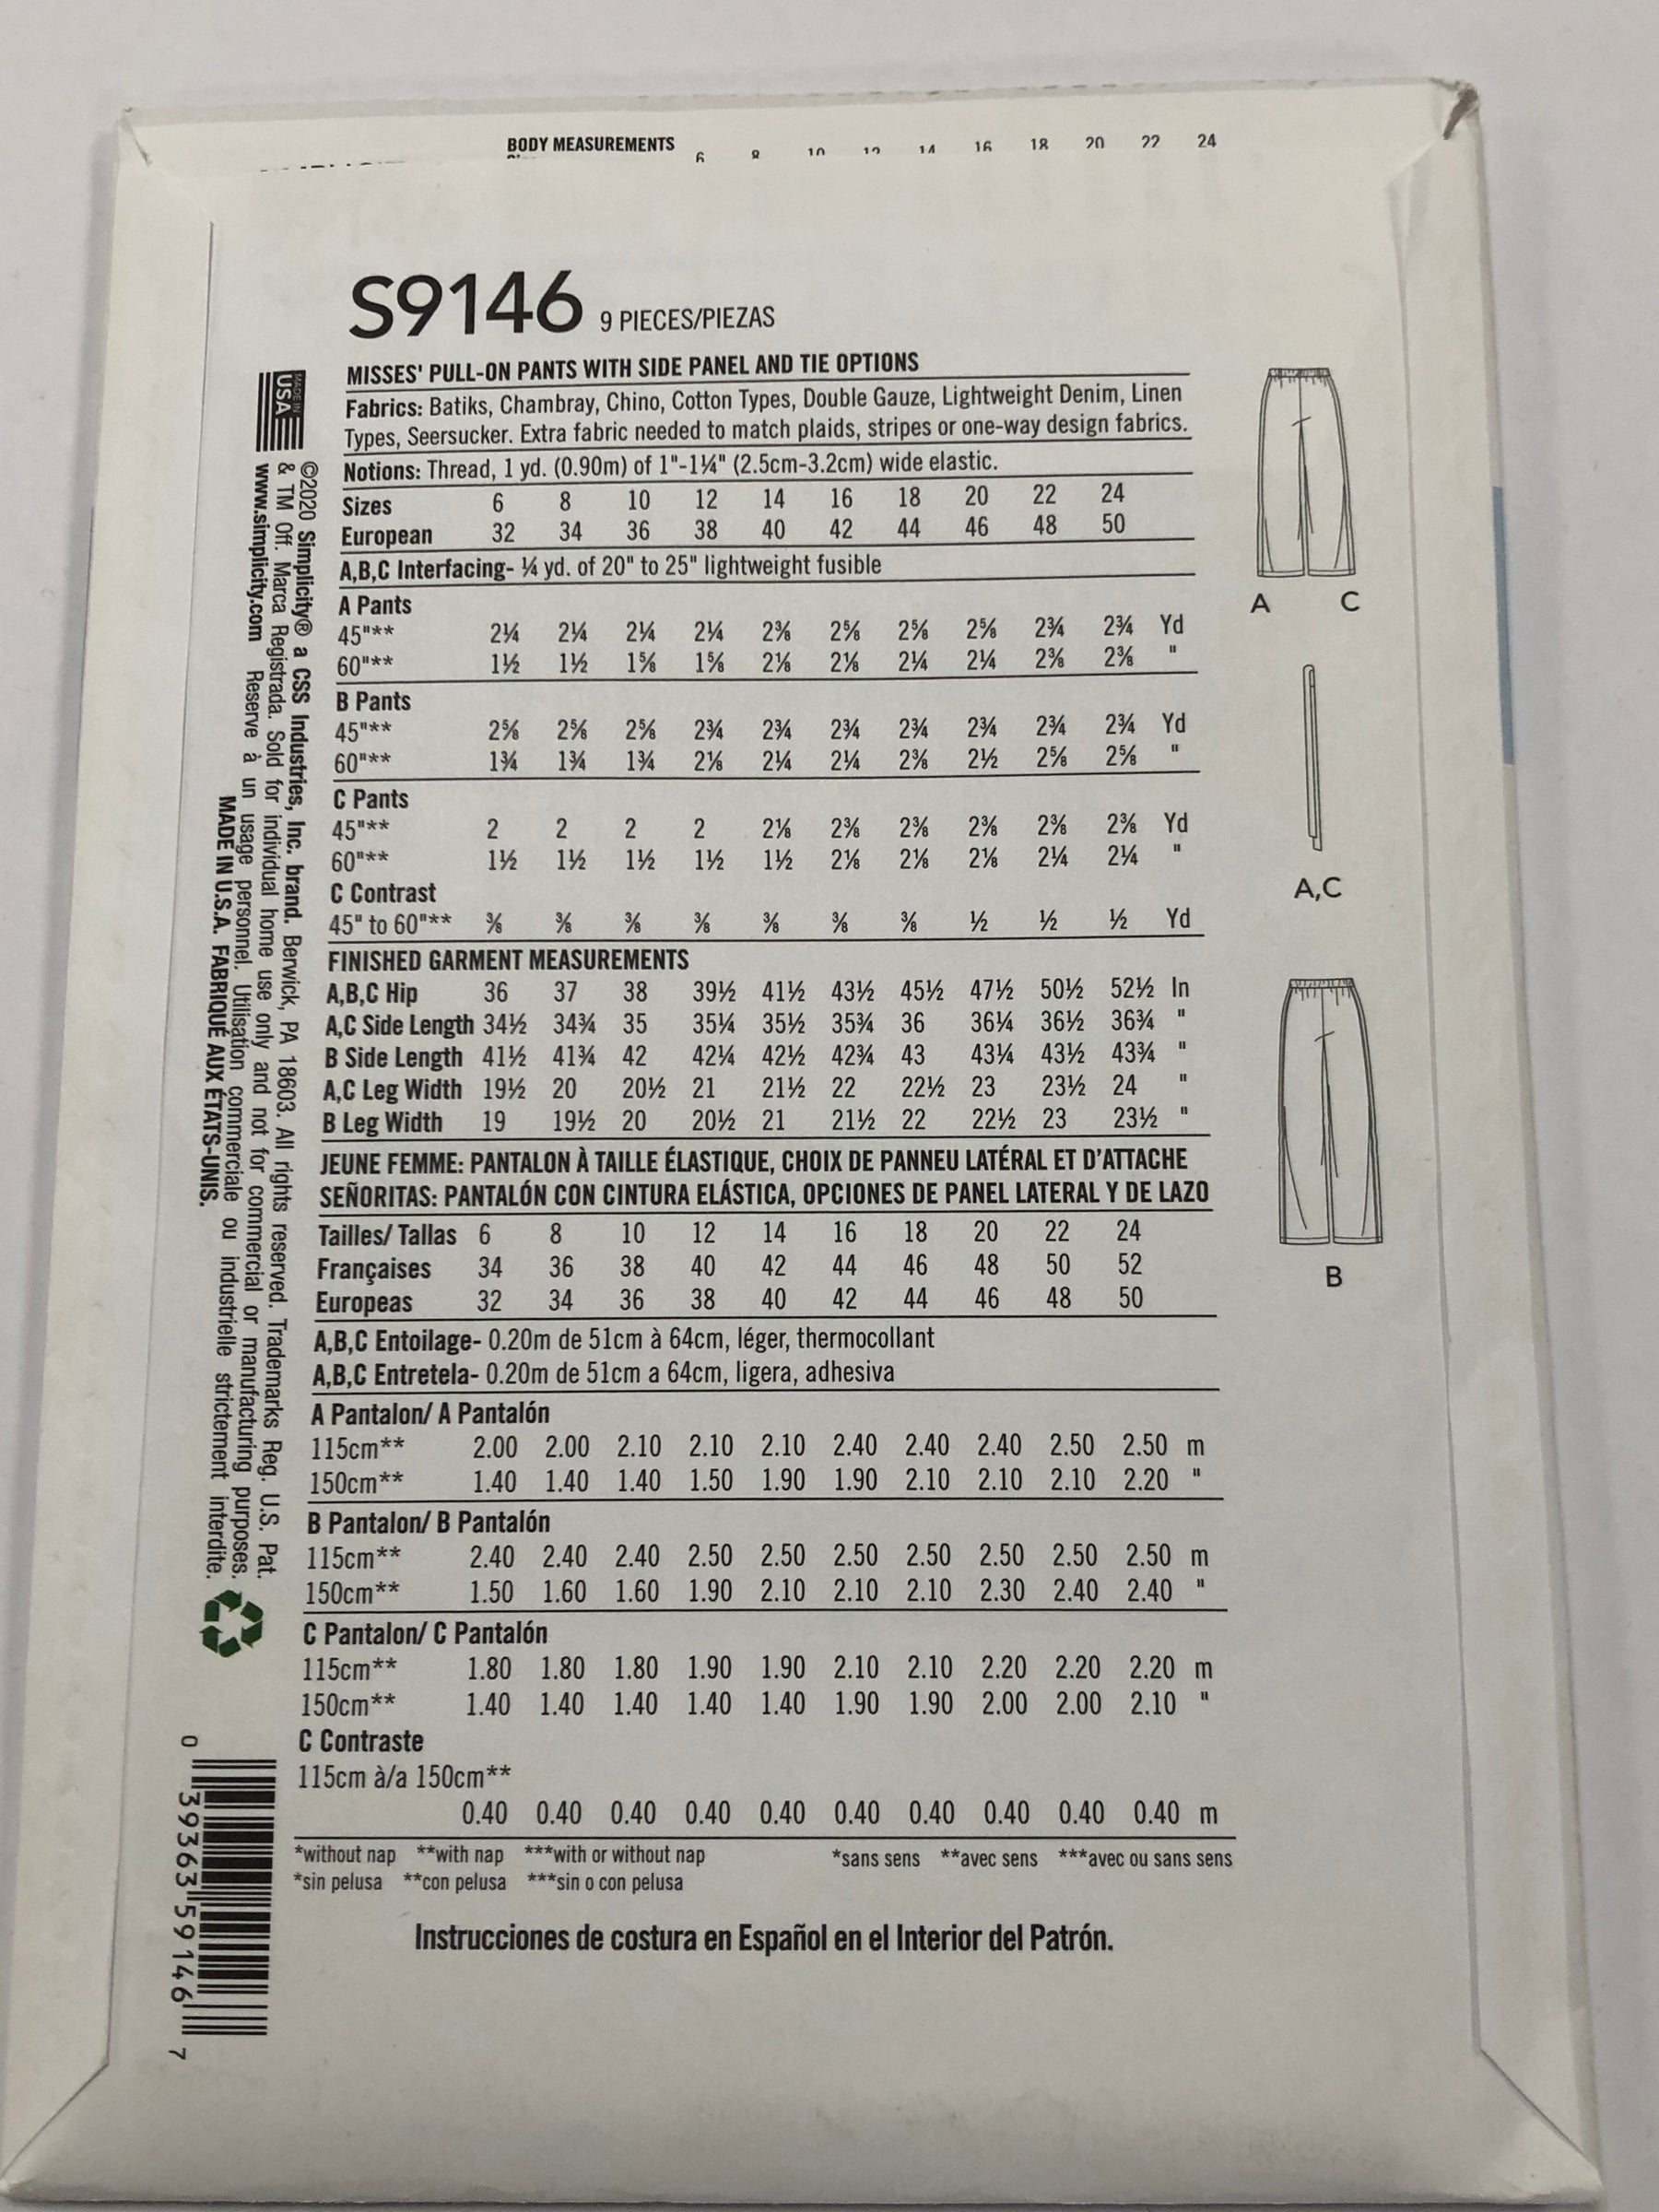 BODY MEASUREMENTS 6 8 10 12 14 16 18 20 22 24
S9146 9 PIECES/PIEZAS
MISSES' PULL-ON PANTS WITH SIDE PANEL AND TIE OPTIONS
Fabrics: Batiks, Chambray, Chino, Cotton Types, Double Gauze, Lightweight Denim, Linen
Types, Seersucker. Extra fabric needed to match plaids, stripes or one-way design fabrics.
Notions: Thread, 1 yd. (0.90m) of 1"-1¼" (2.5cm-3.2cm) wide elastic.
Sizes 6 8 10 12 14 16 18 20 22 24
European 32 34 36 38 40 42 44 46 48 50
A,B,C Interfacing- ¼ yd. of 20" to 25" lightweight fusible
A Pants
45"** 2¼ 2¼ 2¼ 2¼ 2⅜ 2⅝ 2⅝ 2⅝ 2¾ 2¾ Yd
60"** 1½ 1½ 1⅝ 1⅝ 2⅛ 2⅛ 2¼ 2¼ 2⅜ 2⅜ "
B Pants
45"** 2⅝ 2⅝ 2⅝ 2¾ 2¾ 2¾ 2¾ 2¾ 2¾ 2¾ Yd
60"** 1¾ 1¾ 1¾ 2⅛ 2¼ 2¼ 2⅜ 2½ 2⅝ 2⅝ "
C Pants
45"** 2 2 2 2 2⅛ 2⅜ 2⅜ 2⅜ 2⅜ 2⅜ Yd
60"** 1½ 1½ 1½ 1½ 1½ 2⅛ 2⅛ 2⅛ 2¼ 2¼ "
C Contrast
45" to 60"** ⅜ ⅜ ⅜ ⅜ ⅜ ⅜ ⅜ ½ ½ ½ Yd
FINISHED GARMENT MEASUREMENTS
A,B,C Hip 36 37 38 39½ 41½ 43½ 45½ 47½ 50½ 52½ In
A,C Side Length 34½ 34¾ 35 35¼ 35½ 35¾ 36 36¼ 36½ 36¾ "
B Side Length 41½ 41¾ 42 42¼ 42½ 42¾ 43 43¼ 43½ 43¾ "
A,C Leg Width 19½ 20 20½ 21 21½ 22 22½ 23 23½ 24 "
B Leg Width 19 19½ 20 20½ 21 21½ 22 22½ 23 23½ "
JEUNE FEMME: PANTALON À TAILLE ÉLASTIQUE, CHOIX DE PANNEU LATÉRAL ET D'ATTACHE
SEÑORITAS: PANTALÓN CON CINTURA ELÁSTICA, OPCIONES DE PANEL LATERAL Y DE LAZO
Tailles/ Tallas 6 8 10 12 14 16 18 20 22 24
Françaises 34 36 38 40 42 44 46 48 50 52
Europeas 32 34 36 38 40 42 44 46 48 50
A,B,C Entoilage- 0.20m de 51cm à 64cm, léger, thermocollant
A,B,C Entretela- 0.20m de 51cm a 64cm, ligera, adhesiva
A Pantalon/ A Pantalón
115cm** 2.00 2.00 2.10 2.10 2.10 2.40 2.40 2.40 2.50 2.50 m
150cm** 1.40 1.40 1.40 1.50 1.90 1.90 2.10 2.10 2.10 2.20 "
B Pantalon/ B Pantalón
115cm** 2.40 2.40 2.40 2.50 2.50 2.50 2.50 2.50 2.50 2.50 m
150cm** 1.50 1.60 1.60 1.90 2.10 2.10 2.10 2.30 2.40 2.40 "
C Pantalon/ C Pantalón
115cm** 1.80 1.80 1.80 1.90 1.90 2.10 2.10 2.20 2.20 2.20 m
150cm** 1.40 1.40 1.40 1.40 1.40 1.90 1.90 2.00 2.00 2.10 "
C Contraste
115cm à/a 150cm**
0.40 0.40 0.40 0.40 0.40 0.40 0.40 0.40 0.40 0.40 m
*without nap **with nap ***with or without nap *sans sens **avec sens ***avec ou sans sens
*sin pelusa **con pelusa ***sin o con pelusa
Instrucciones de costura en Español en el Interior del Patrón.
A C
A,C
B
MADE IN
USA
©2020 Simplicity® a CSS Industries, Inc. brand. Berwick, PA 18603. All rights reserved. Trademarks Reg. U.S. Pat.
& TM Off. Marca Registrada. Sold for individual home use only and not for commercial or manufacturing purposes.
www.simplicity.com Reserve à un usage personnel. Utilisation commerciale ou industrielle strictement interdite.
MADE IN U.S.A. FABRIQUÉ AUX ÉTATS-UNIS.
0 39363 59146 7